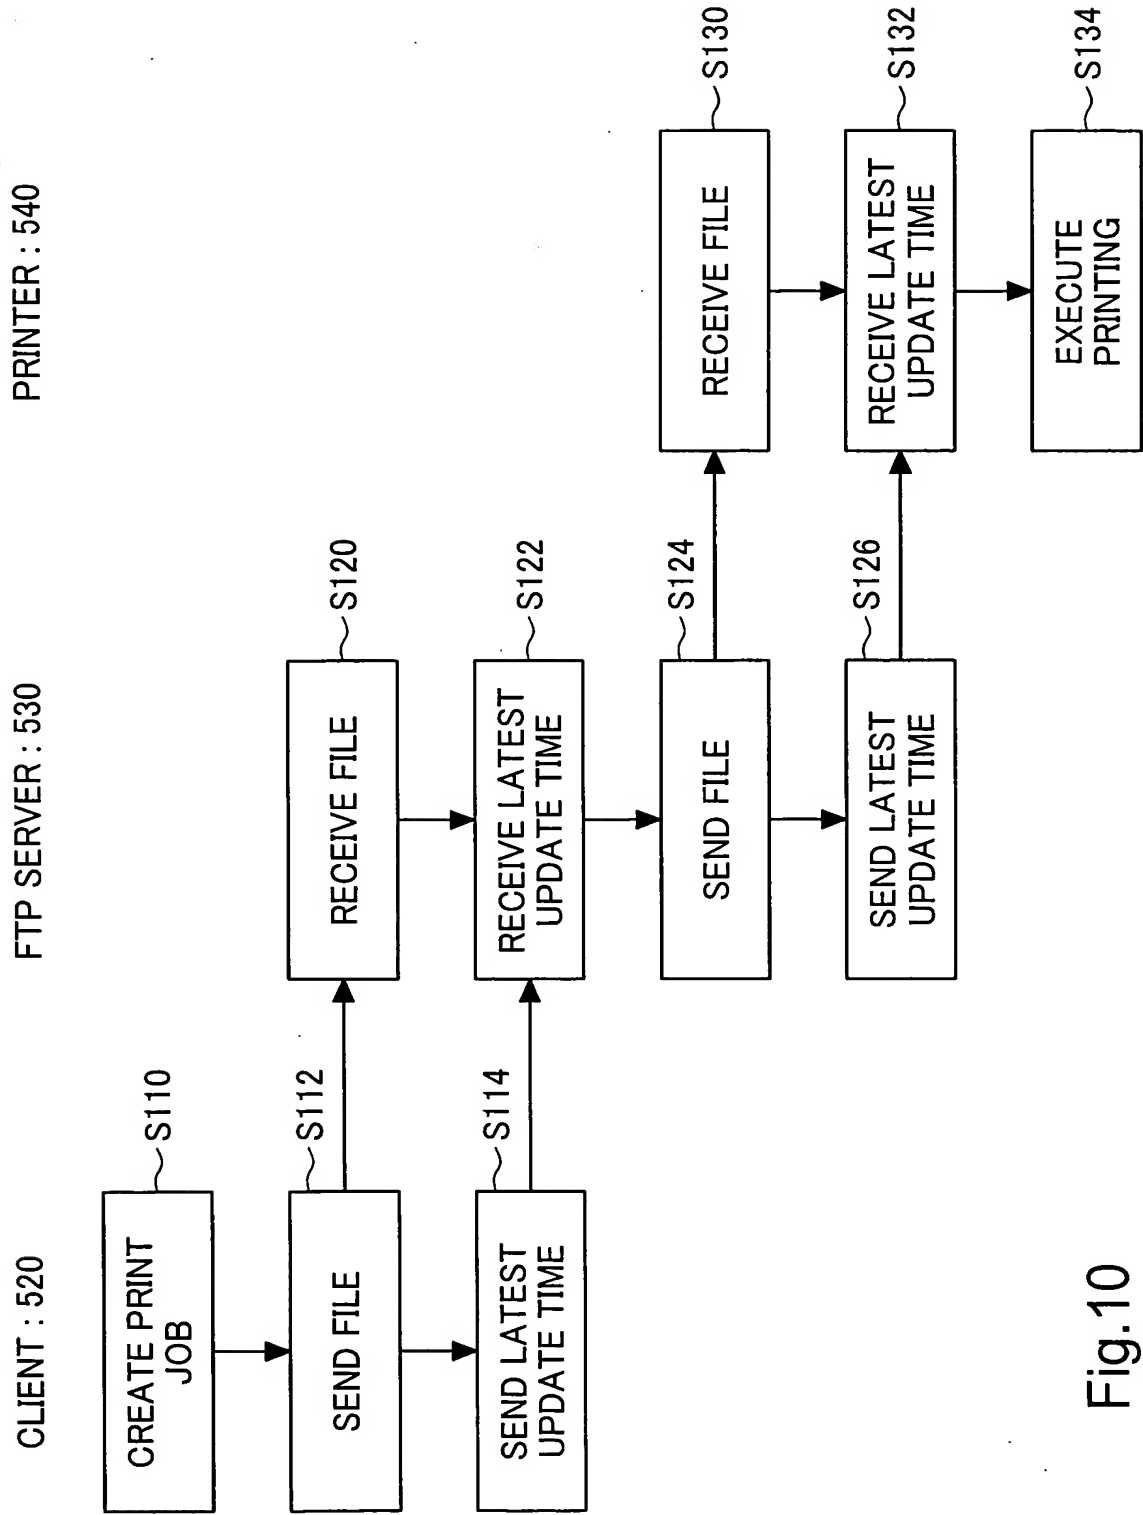 CLIENT : 520
FTP SERVER : 530
PRINTER : 540
CREATE PRINT
JOB
S110
SEND FILE
S112
RECEIVE FILE
S120
SEND LATEST
UPDATE TIME
S114
RECEIVE LATEST
UPDATE TIME
S122
SEND FILE
S124
RECEIVE FILE
S130
SEND LATEST
UPDATE TIME
S126
RECEIVE LATEST
UPDATE TIME
S132
EXECUTE
PRINTING
S134
Fig.10